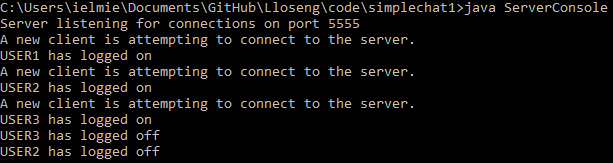 C:\Users\ielmie\Documents\GitHub\Lloseng\code\simplechat1>java ServerConsole
Server listening for connections on port 5555
A new client is attempting to connect to the server.
USER1 has logged on
A new client is attempting to connect to the server.
USER2 has logged on
A new client is attempting to connect to the server.
USER3 has logged on
USER3 has logged off
USER2 has logged off